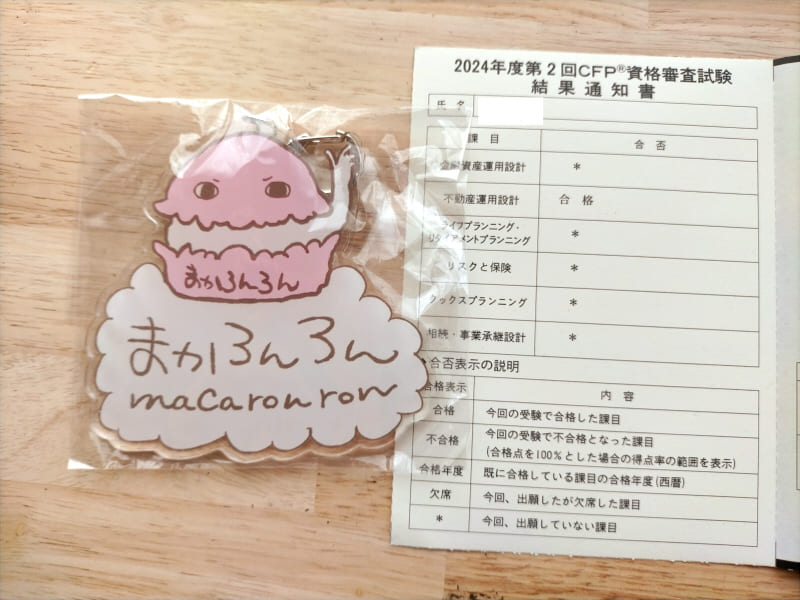 まかろんろん
まかろんろん
macaronron
2024年度第2回CFP®資格審査試験
結果通知書
氏名
課目 合否
金融資産運用設計 *
不動産運用設計 合格
ライフプランニング・
リタイアメントプランニング *
リスクと保険 *
タックスプランニング *
相続・事業承継設計 *
合否表示の説明
合格表示 内容
合格 今回の受験で合格した課目
不合格 今回の受験で不合格となった課目
(合格点を100%とした場合の得点率の範囲を表示)
合格年度 既に合格している課目の合格年度(西暦)
欠席 今回、出願したが欠席した課目
* 今回、出願していない課目